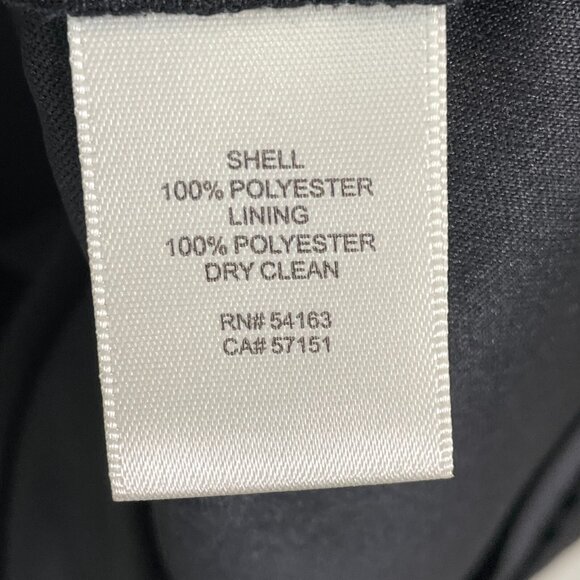 SHELL
100% POLYESTER
LINING
100% POLYESTER
DRY CLEAN
RN# 54163
CA# 57151